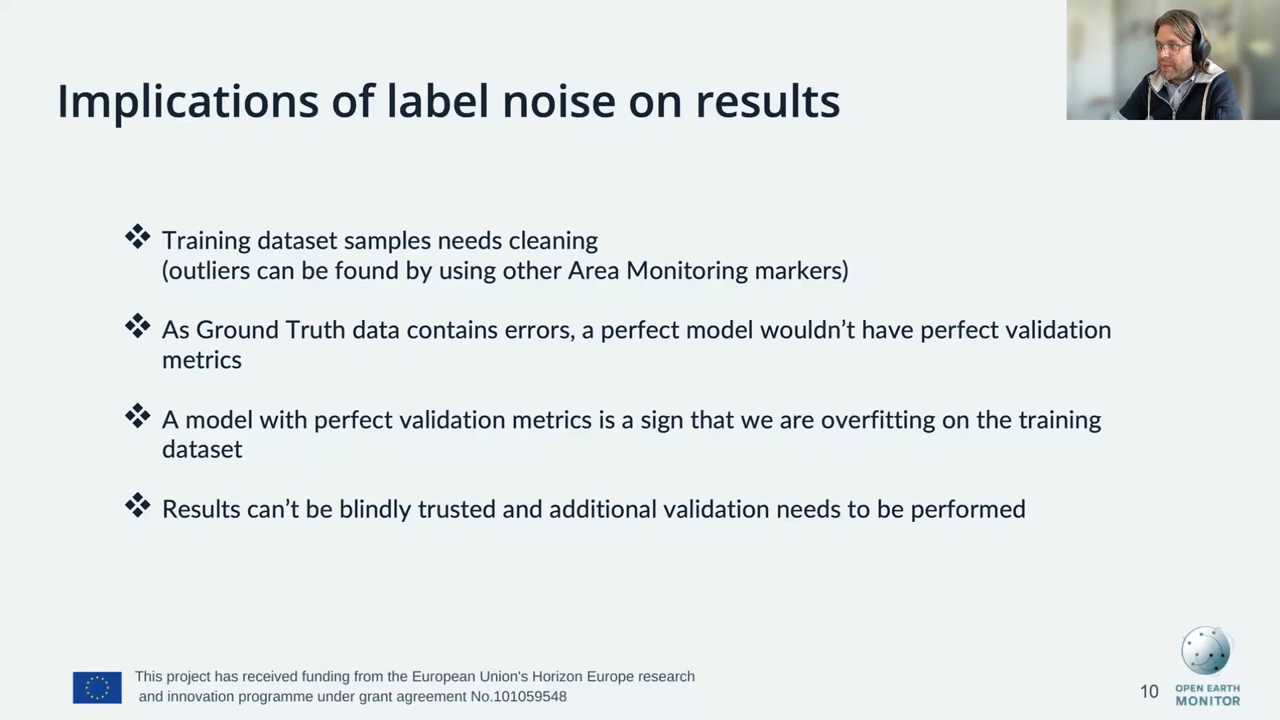 Implications of label noise on results
Training dataset samples needs cleaning
(outliers can be found by using other Area Monitoring markers)
As Ground Truth data contains errors, a perfect model wouldn’t have perfect validation
metrics
A model with perfect validation metrics is a sign that we are overfitting on the training
dataset
Results can’t be blindly trusted and additional validation needs to be performed
This project has received funding from the European Union's Horizon Europe research
and innovation programme under grant agreement No.101059548
10
OPEN EARTH
MONITOR